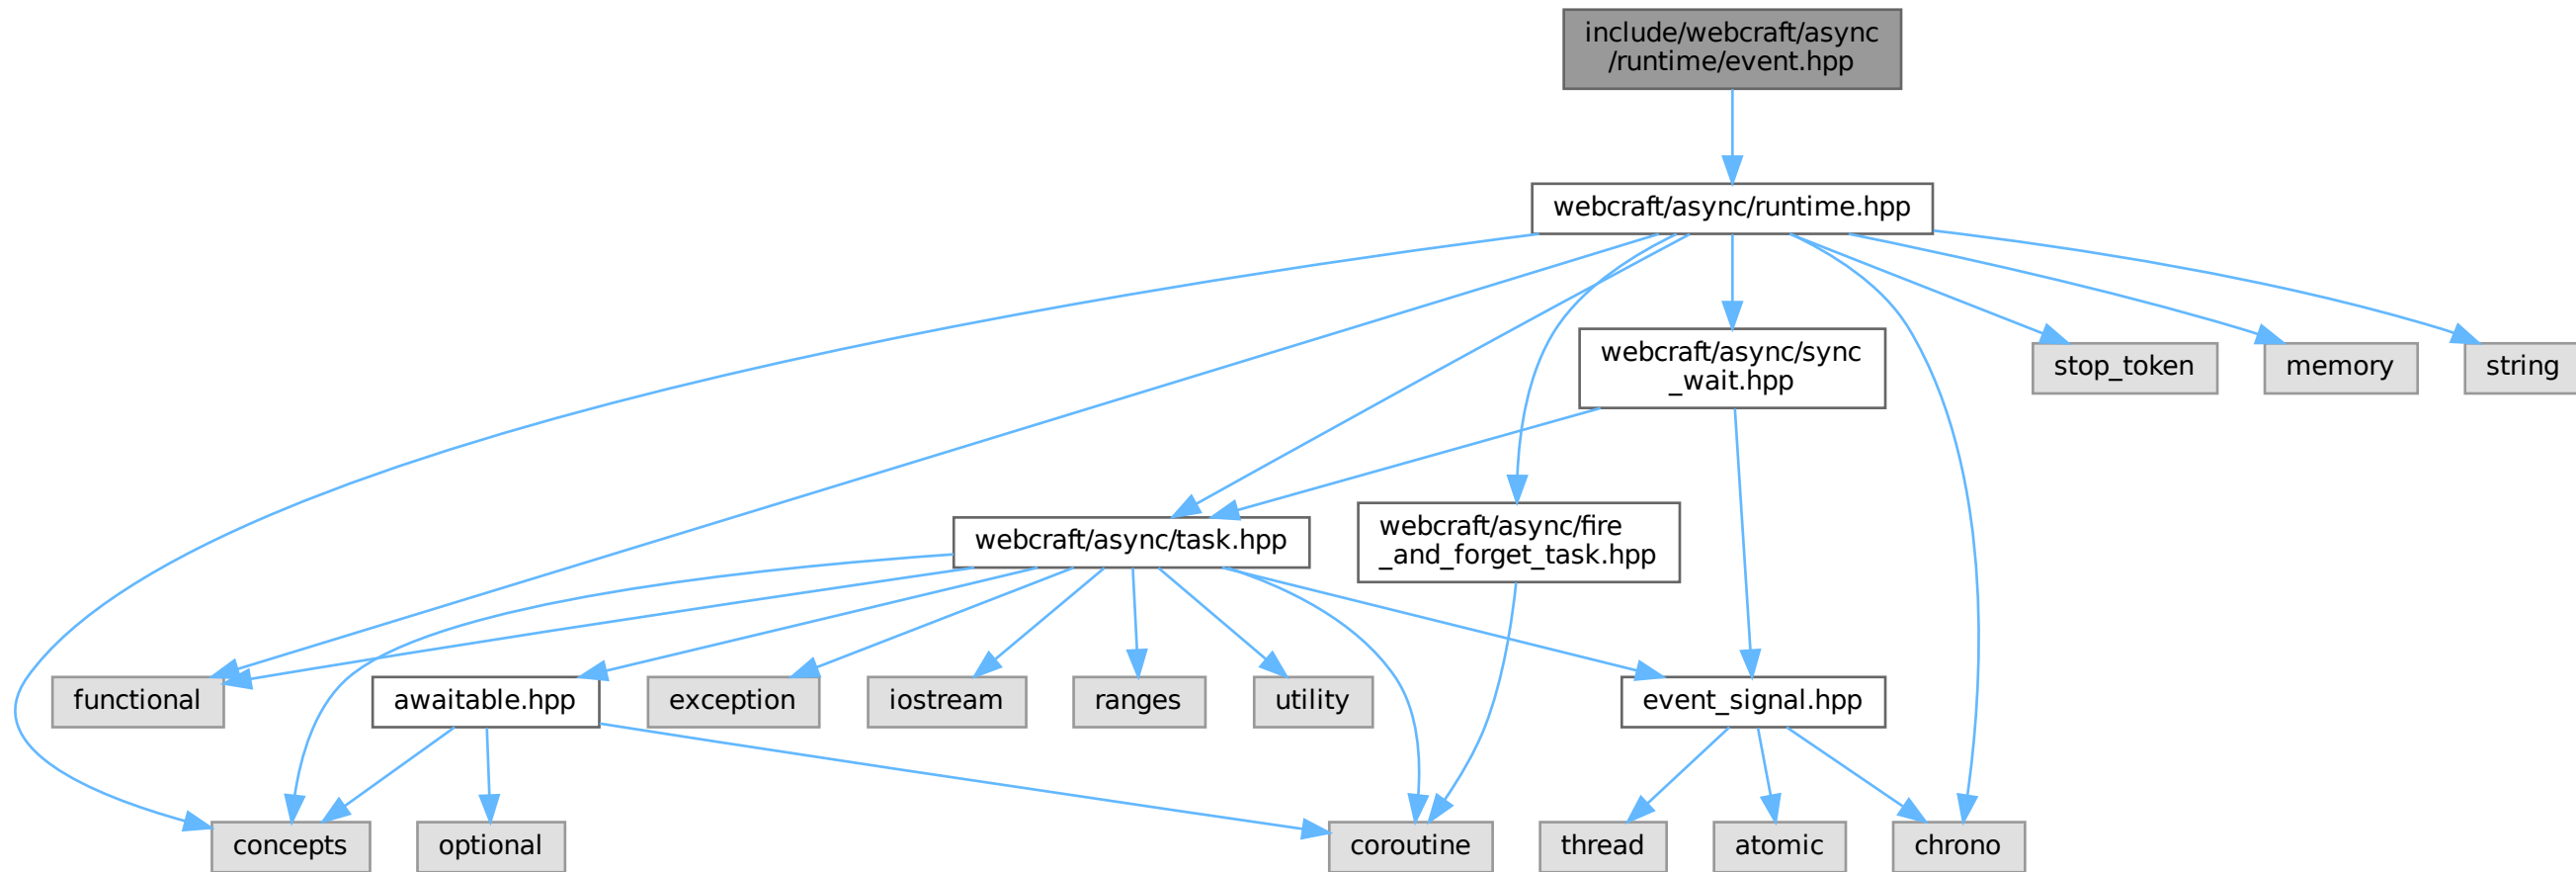 include/webcraft/async
/runtime/event.hpp
webcraft/async/runtime.hpp
webcraft/async/sync
_wait.hpp
stop_token
memory
string
webcraft/async/task.hpp
webcraft/async/fire
_and_forget_task.hpp
functional
awaitable.hpp
exception
iostream
ranges
utility
event_signal.hpp
concepts
optional
coroutine
thread
atomic
chrono